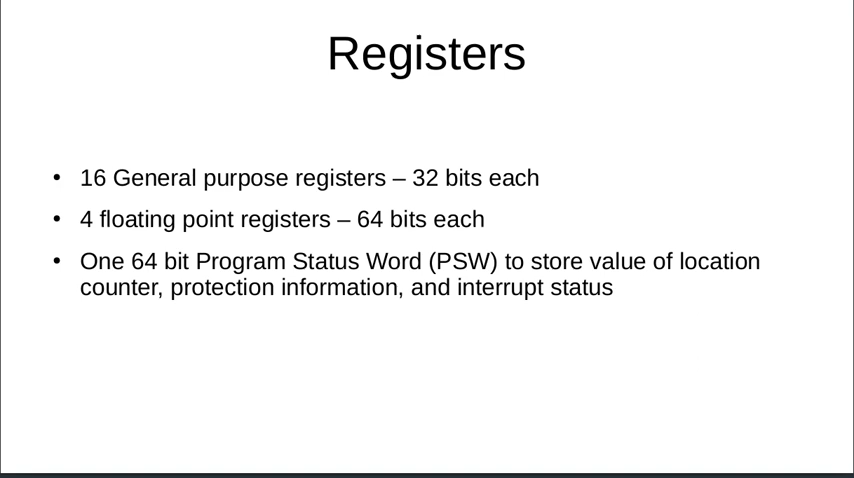 Registers
• 16 General purpose registers – 32 bits each
• 4 floating point registers – 64 bits each
• One 64 bit Program Status Word (PSW) to store value of location
counter, protection information, and interrupt status